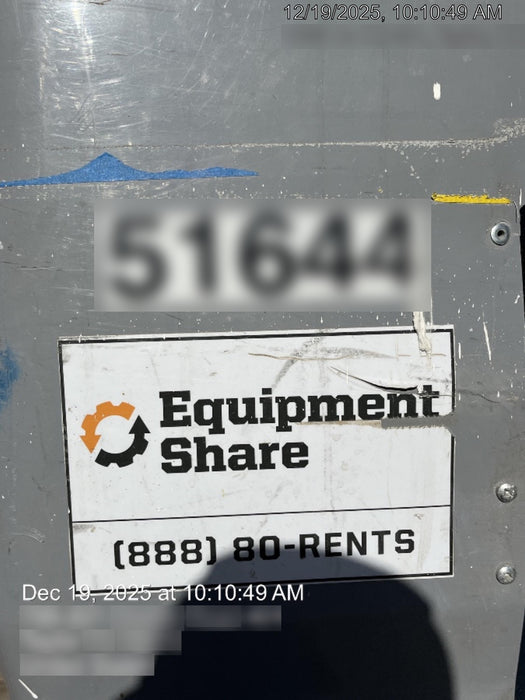 12/19/2025, 10:10:49 AM
51644
Equipment
Share
(888) 80-RENTS
Dec 19, 2025 at 10:10:49 AM